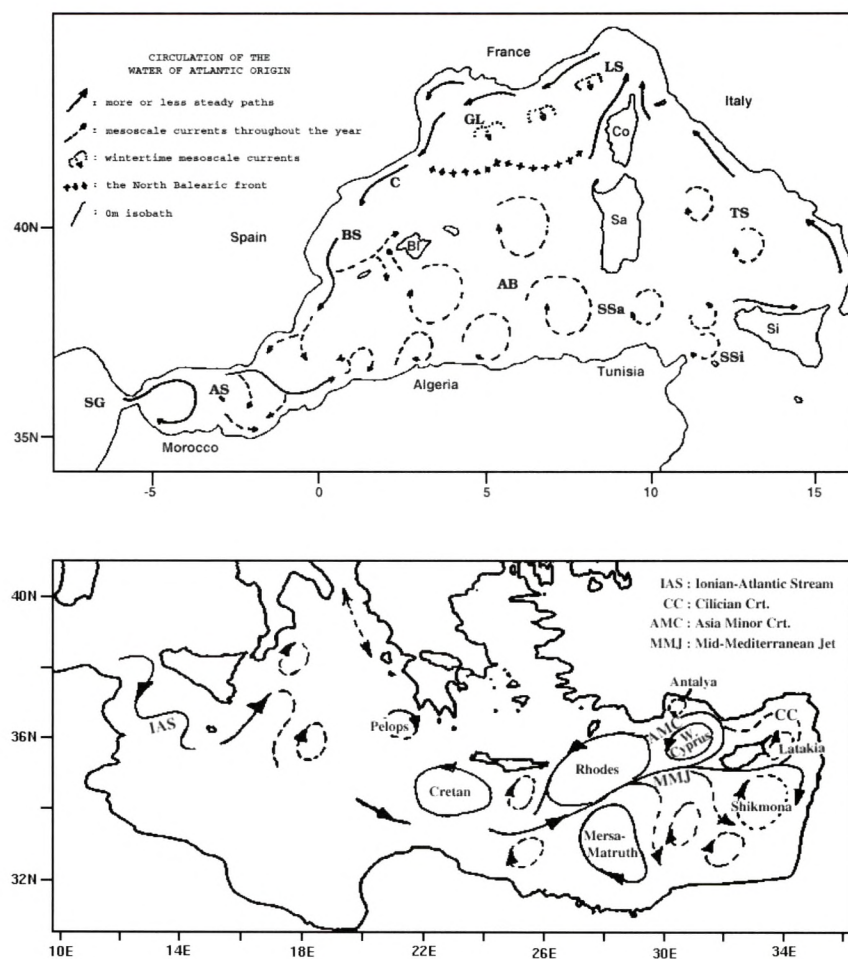 CIRCULATION OF THE
WATER OF ATLANTIC ORIGIN
: more or less steady paths
: mesoscale currents throughout the year
: wintertime mesoscale currents
: the North Balearic front
: 0m isobath
France
LS
Italy
GL
Co
C
40N
Spain
BS
BI
Sa
TS
AB
SSa
Si
SSi
SG
AS
Algeria
Tunisia
35N
Morocco
-5
0
5
10
15
40N
IAS : Ionian-Atlantic Stream
CC : Cilician Crt.
AMC : Asia Minor Crt.
MMJ : Mid-Mediterranean Jet
Antalya
IAS
Pelops
AMC
CC
36N
W.
Cyprus
Latakia
Rhodes
MMJ
Cretan
Shikmona
Mersa-
Matruth
32N
10E
14E
18E
22E
26E
30E
34E